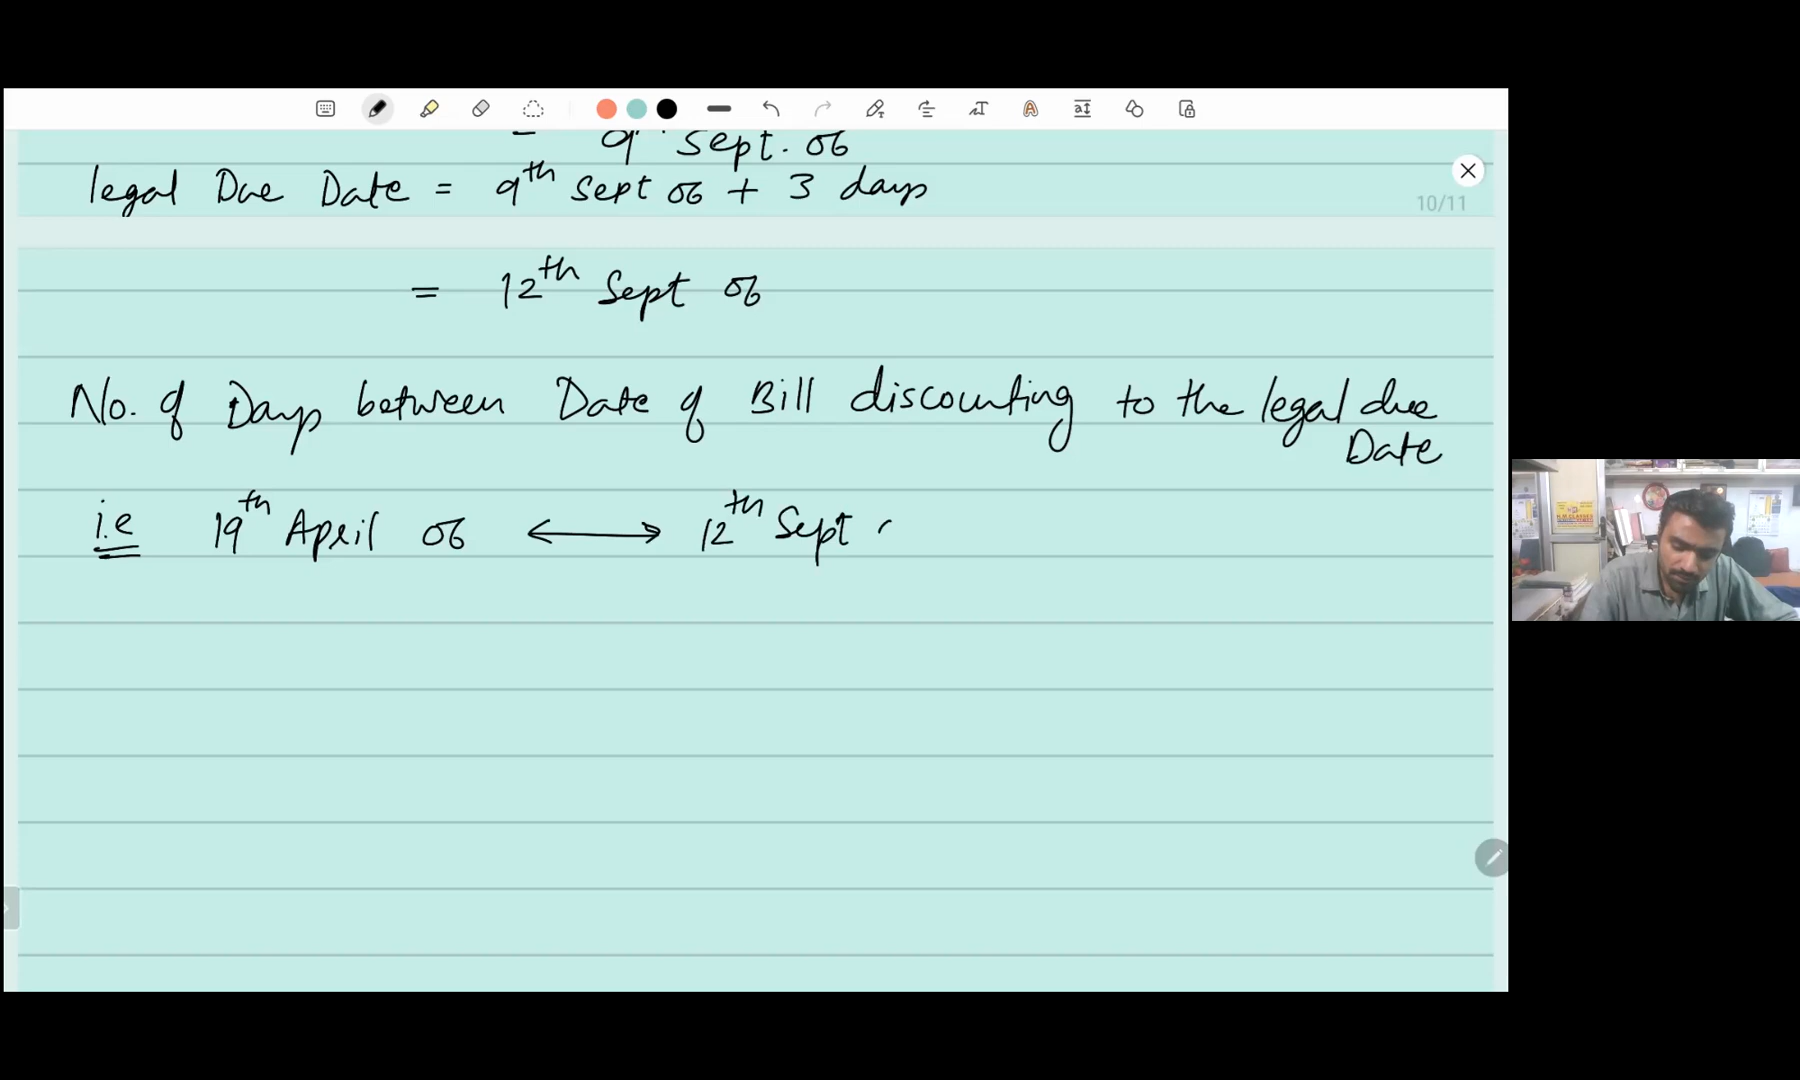 = 9th Sept. 06
legal Due Date = 9th Sept 06 + 3 days
10/11
= 12th Sept 06
No. of Days between Date of Bill discounting to the legal due
Date
i.e 19th April 06 ↔ 12th Sept